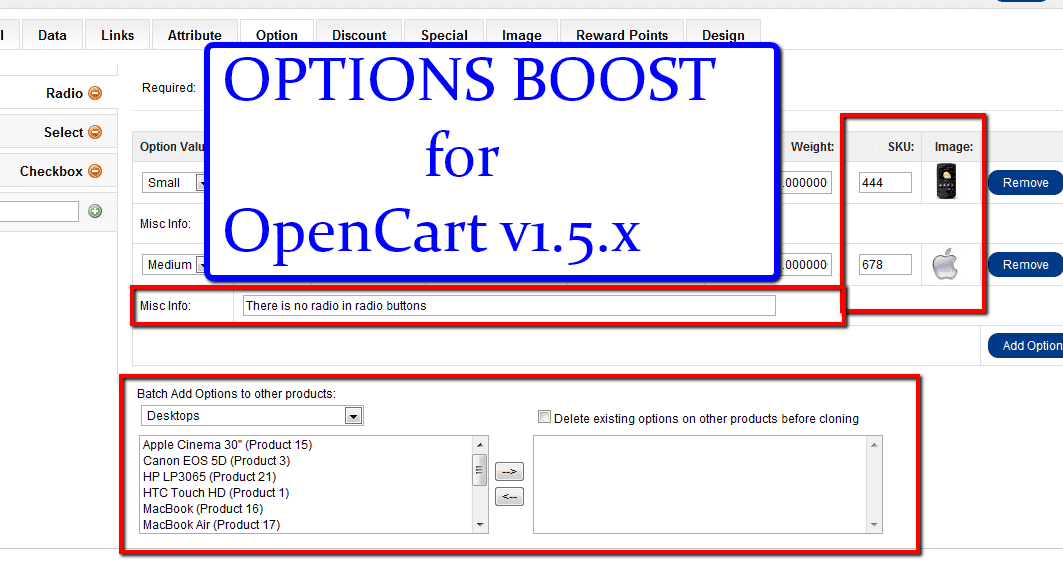 Data Links Attribute Option Discount Special Image Reward Points Design
OPTIONS BOOST
for
OpenCart v1.5.x
Radio
Select
Checkbox
Required:
Option Valu Weight: SKU: Image:
Small .000000 444 Remove
Misc Info:
Medium .000000 678 Remove
Misc Info: There is no radio in radio buttons
Add Option
Batch Add Options to other products:
Desktops
Delete existing options on other products before cloning
Apple Cinema 30" (Product 15)
Canon EOS 5D (Product 3)
HP LP3065 (Product 21)
HTC Touch HD (Product 1)
MacBook (Product 16)
MacBook Air (Product 17)
-->
<--